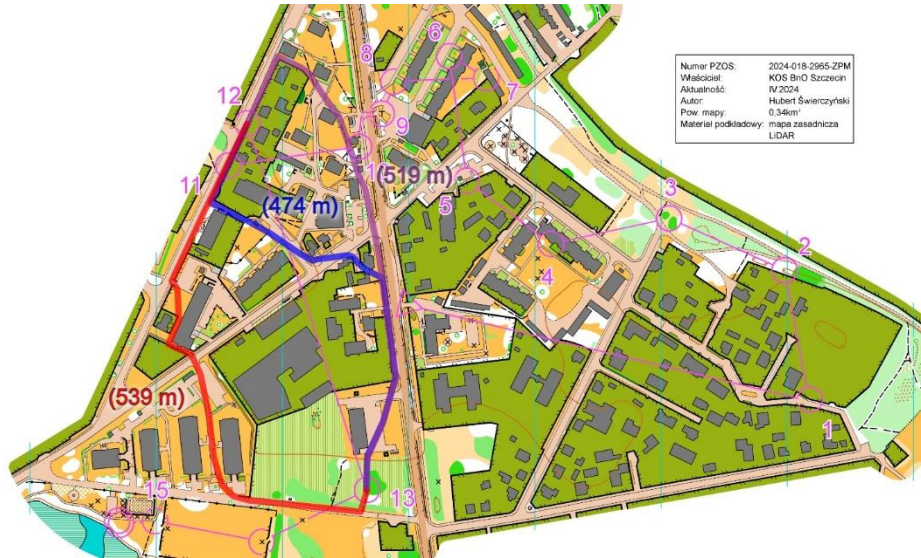 Numer PZOS: 2024-018-2965-ZPM
Właściciel: KOS BnO Szczecin
Aktualność: IV.2024
Autor: Hubert Świerczyński
Pow. mapy: 0,34km²
Materiał podkładowy: mapa zasadnicza
LiDAR
6
8
7
12
9
11
1
(519 m)
3
5
(474 m)
2
4
(539 m)
1
15
13